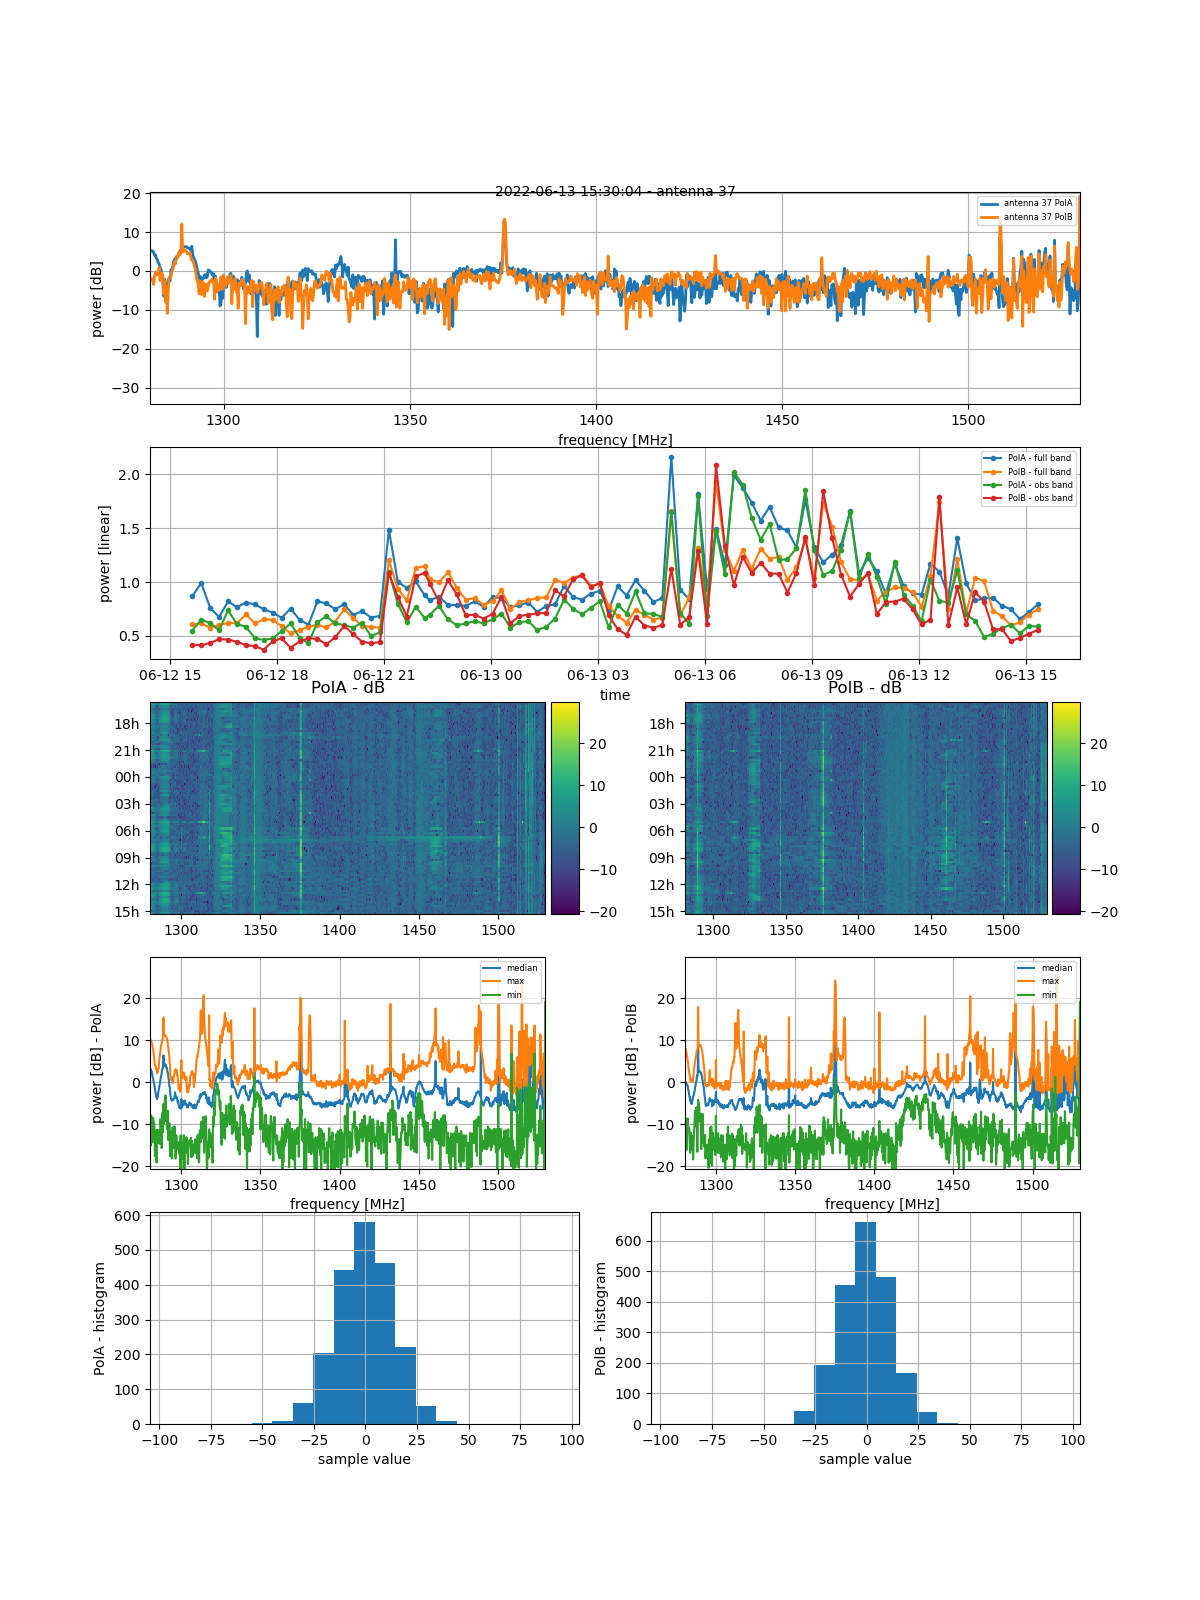 2022-06-13 15:30:04 - antenna 37
20
10
0
−10
−20
−30
power [dB]
antenna 37 PolA
antenna 37 PolB
1300 1350 1400 1450 1500
frequency [MHz]
2.0
1.5
1.0
0.5
power [linear]
PolA - full band
PolB - full band
PolA - obs band
PolB - obs band
06-12 15 06-12 18 06-12 21 06-13 00 06-13 03 06-13 06 06-13 09 06-13 12 06-13 15
time
PolA - dB
18h
21h
00h
03h
06h
09h
12h
15h
1300 1350 1400 1450 1500
20
10
0
−10
−20
PolB - dB
18h
21h
00h
03h
06h
09h
12h
15h
1300 1350 1400 1450 1500
20
10
0
−10
−20
power [dB] - PolA
20
10
0
−10
−20
median
max
min
1300 1350 1400 1450 1500
frequency [MHz]
power [dB] - PolB
20
10
0
−10
−20
median
max
min
1300 1350 1400 1450 1500
frequency [MHz]
PolA - histogram
600
500
400
300
200
100
0
−100 −75 −50 −25 0 25 50 75 100
sample value
PolB - histogram
600
500
400
300
200
100
0
−100 −75 −50 −25 0 25 50 75 100
sample value